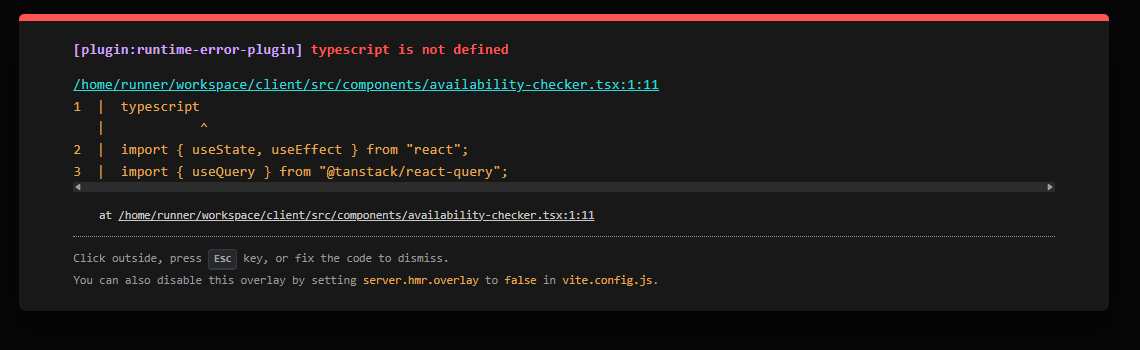 [plugin:runtime-error-plugin] typescript is not defined
/home/runner/workspace/client/src/components/availability-checker.tsx:1:11
1  |  typescript
   |            ^
2  |  import { useState, useEffect } from "react";
3  |  import { useQuery } from "@tanstack/react-query";
at /home/runner/workspace/client/src/components/availability-checker.tsx:1:11
Click outside, press Esc key, or fix the code to dismiss.
You can also disable this overlay by setting server.hmr.overlay to false in vite.config.js.